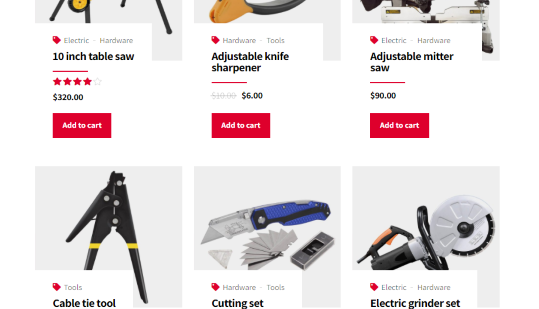 Electric - Hardware
10 inch table saw
$320.00
Add to cart
Hardware - Tools
Adjustable knife
sharpener
$10.00 $6.00
Add to cart
Electric - Hardware
Adjustable mitter
saw
$90.00
Add to cart
Tools
Cable tie tool
Hardware - Tools
Cutting set
Electric - Hardware
Electric grinder set